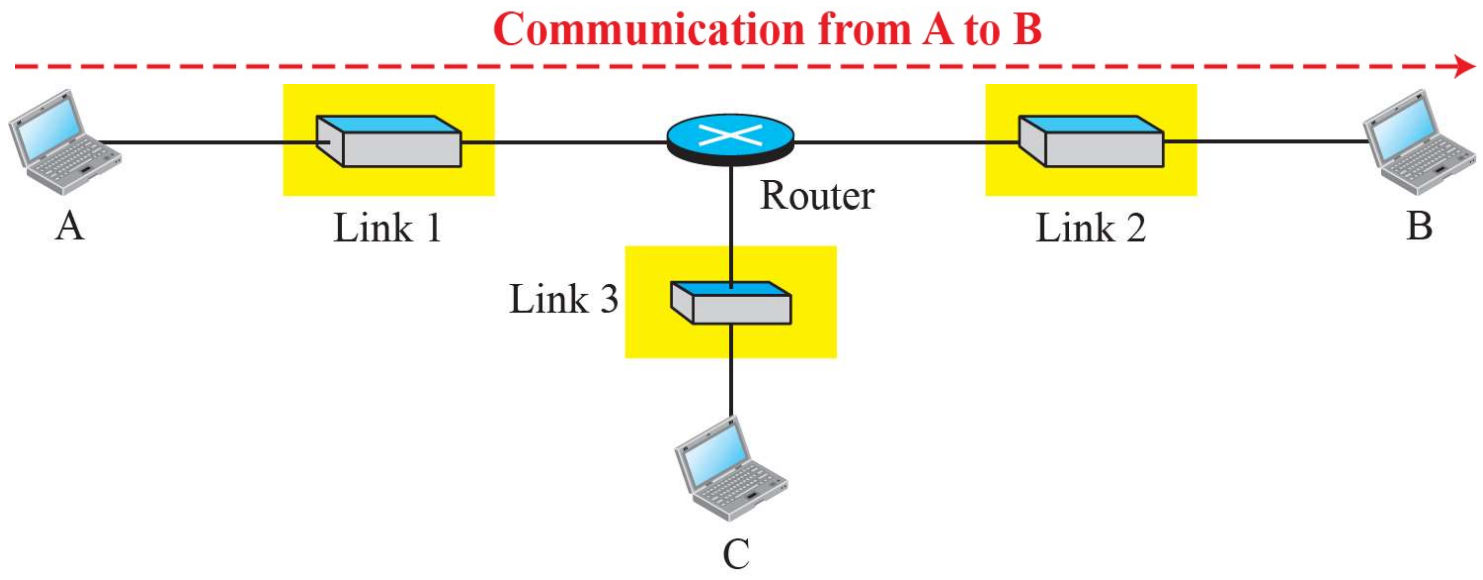 Communication from A to B
Router
A
Link 1
Link 2
B
Link 3
C